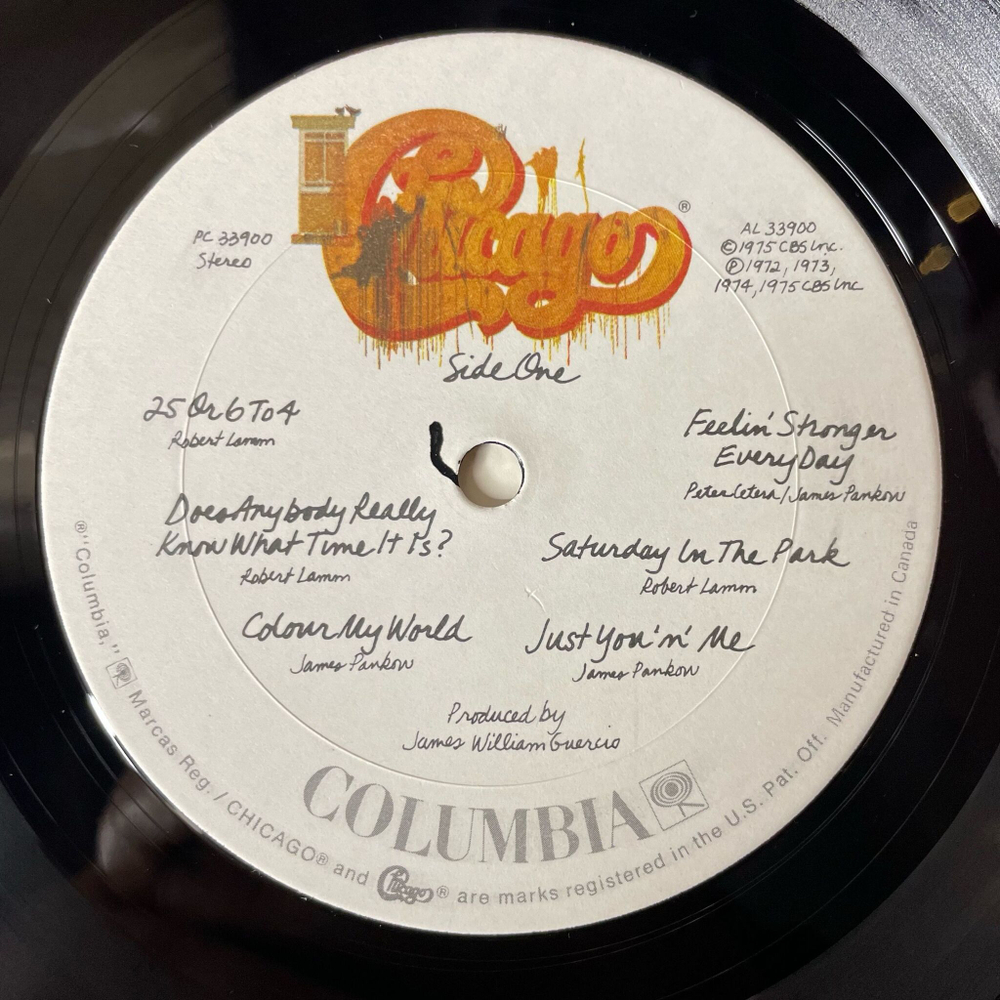 Chicago ®
PC 33900
Stereo
AL 33900
©1975 CBS Inc.
℗1972, 1973,
1974, 1975 CBS Inc
Side One
25 Or 6 To 4
Robert Lamm
Does Anybody Really
Know What Time It Is?
Robert Lamm
Colour My World
James Pankow
Feelin' Stronger
Every Day
Peter Cetera/James Pankow
Saturday In The Park
Robert Lamm
Just You 'n' Me
James Pankow
Produced by
James William Guercio
COLUMBIA
®"Columbia," Marcas Reg. / CHICAGO® and Chicago ® are marks registered in the U.S. Pat. Off. Manufactured in Canada